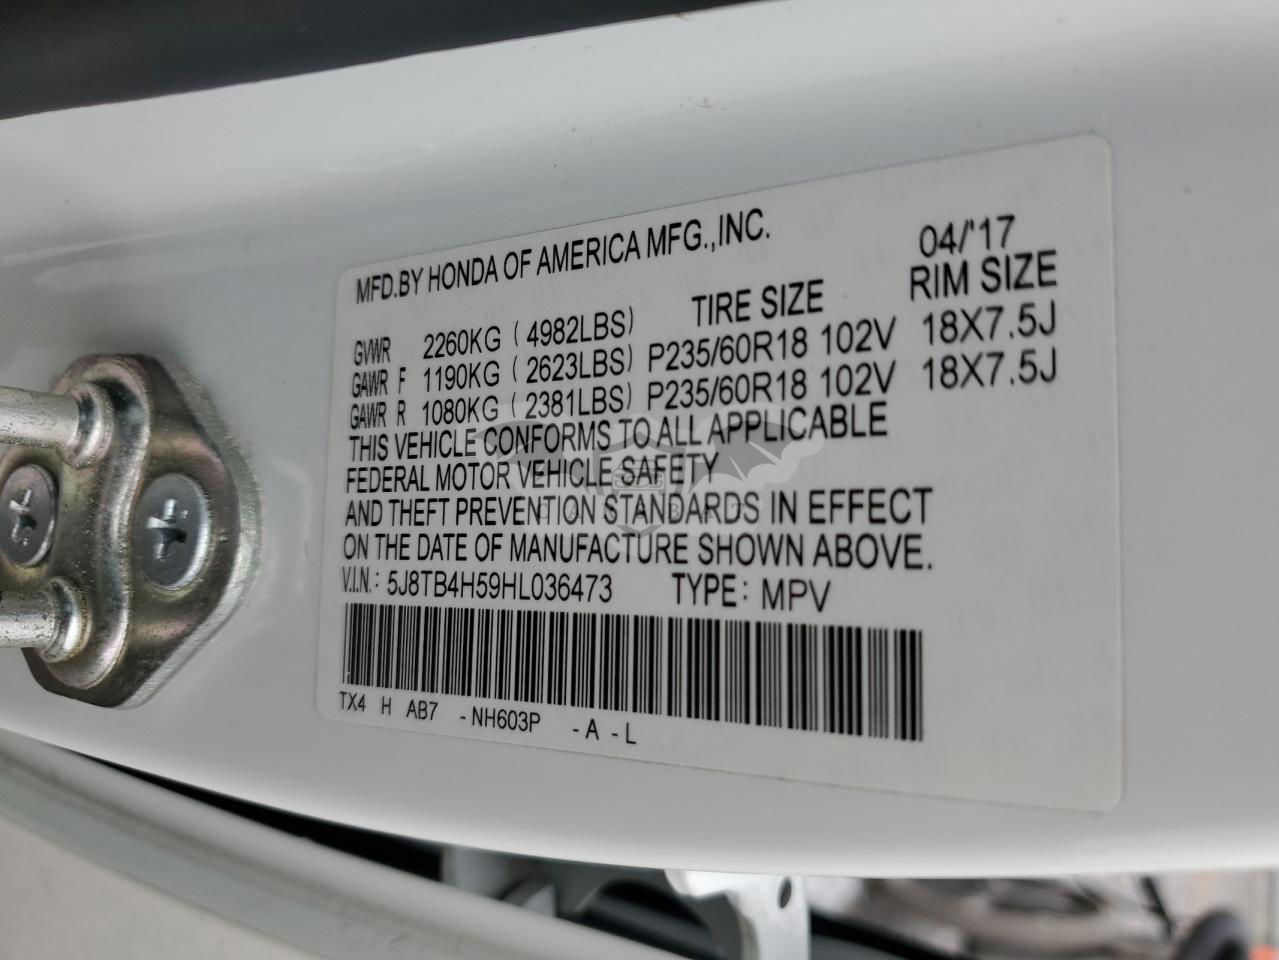 MFD.BY HONDA OF AMERICA MFG.,INC. 04/'17
TIRE SIZE RIM SIZE
GVWR 2260KG (4982LBS)
GAWR F 1190KG (2623LBS) P235/60R18 102V 18X7.5J
GAWR R 1080KG (2381LBS) P235/60R18 102V 18X7.5J
THIS VEHICLE CONFORMS TO ALL APPLICABLE
FEDERAL MOTOR VEHICLE SAFETY
AND THEFT PREVENTION STANDARDS IN EFFECT
ON THE DATE OF MANUFACTURE SHOWN ABOVE.
V.I.N.: 5J8TB4H59HL036473 TYPE: MPV
TX4 H AB7 -NH603P -A -L